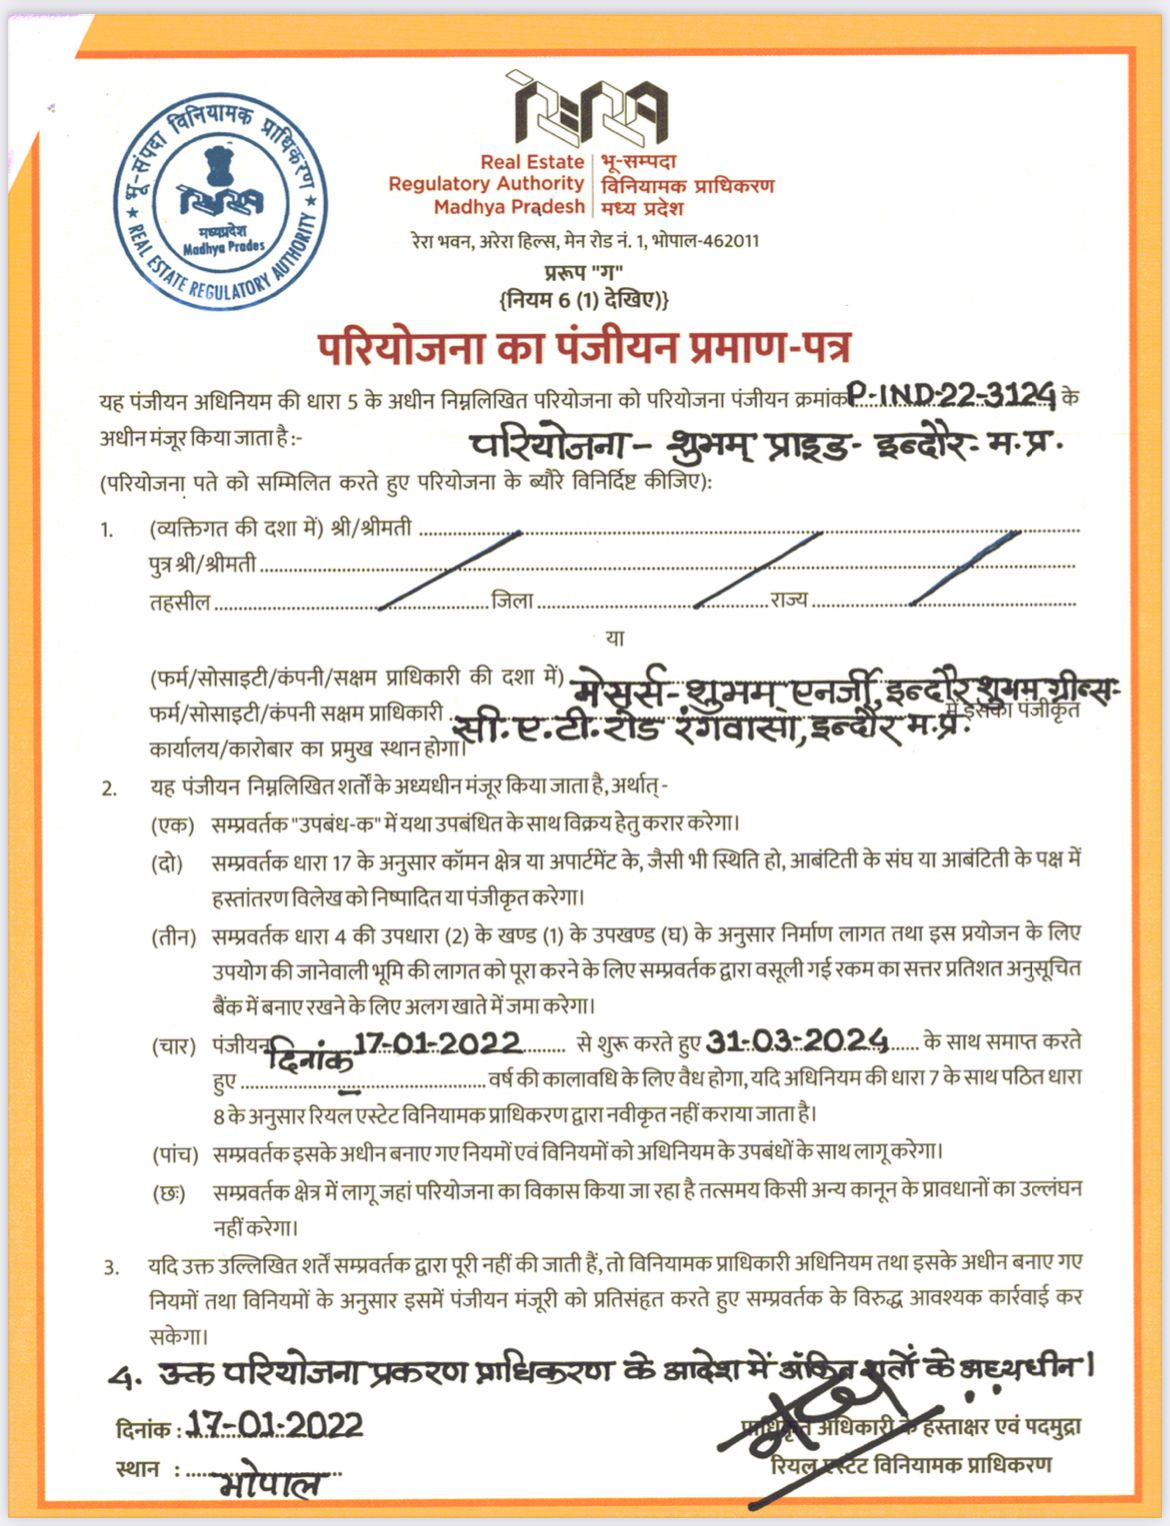 भू-संपदा विनियामक प्राधिकरण
RERA
मध्यप्रदेश
Madhya Prades
REAL ESTATE REGULATORY AUTHORITY
RERA
Real Estate भू-सम्पदा
Regulatory Authority विनियामक प्राधिकरण
Madhya Pradesh मध्य प्रदेश
रेरा भवन, अरेरा हिल्स, मेन रोड नं. 1, भोपाल-462011
प्ररूप "ग"
{नियम 6 (1) देखिए)}
परियोजना का पंजीयन प्रमाण-पत्र
यह पंजीयन अधिनियम की धारा 5 के अधीन निम्नलिखित परियोजना को परियोजना पंजीयन क्रमांक P-IND-22-3124 के
अधीन मंजूर किया जाता है :- परियोजना - शुभम् प्राइड - इन्दौर - म.प्र.
(परियोजना पते को सम्मिलित करते हुए परियोजना के ब्यौरे विनिर्दिष्ट कीजिए):
1. (व्यक्तिगत की दशा में) श्री/श्रीमती
पुत्र श्री/श्रीमती
तहसील जिला राज्य
या
(फर्म/सोसाइटी/कंपनी/सक्षम प्राधिकारी की दशा में) मेसर्स-शुभम् एनर्जी, इन्दौर शुभम ग्रीन्स-
फर्म/सोसाइटी/कंपनी सक्षम प्राधिकारी सी.ए.टी. रोड रंगवासा, इन्दौर म.प्र. में इसका पंजीकृत
कार्यालय/कारोबार का प्रमुख स्थान होगा।
2. यह पंजीयन निम्नलिखित शर्तों के अध्यधीन मंजूर किया जाता है, अर्थात्-
(एक) सम्प्रवर्तक "उपबंध-क" में यथा उपबंधित के साथ विक्रय हेतु करार करेगा।
(दो) सम्प्रवर्तक धारा 17 के अनुसार कॉमन क्षेत्र या अपार्टमेंट के, जैसी भी स्थिति हो, आबंटिती के संघ या आबंटिती के पक्ष में
हस्तांतरण विलेख को निष्पादित या पंजीकृत करेगा।
(तीन) सम्प्रवर्तक धारा 4 की उपधारा (2) के खण्ड (1) के उपखण्ड (घ) के अनुसार निर्माण लागत तथा इस प्रयोजन के लिए
उपयोग की जानेवाली भूमि की लागत को पूरा करने के लिए सम्प्रवर्तक द्वारा वसूली गई रकम का सत्तर प्रतिशत अनुसूचित
बैंक में बनाए रखने के लिए अलग खाते में जमा करेगा।
(चार) पंजीयन दिनांक 17-01-2022 से शुरू करते हुए 31-03-2024 के साथ समाप्त करते
हुए वर्ष की कालावधि के लिए वैध होगा, यदि अधिनियम की धारा 7 के साथ पठित धारा
8 के अनुसार रियल एस्टेट विनियामक प्राधिकरण द्वारा नवीकृत नहीं कराया जाता है।
(पांच) सम्प्रवर्तक इसके अधीन बनाए गए नियमों एवं विनियमों को अधिनियम के उपबंधों के साथ लागू करेगा।
(छः) सम्प्रवर्तक क्षेत्र में लागू जहां परियोजना का विकास किया जा रहा है तत्समय किसी अन्य कानून के प्रावधानों का उल्लंघन
नहीं करेगा।
3. यदि उक्त उल्लिखित शर्तें सम्प्रवर्तक द्वारा पूरी नहीं की जाती हैं, तो विनियामक प्राधिकारी अधिनियम तथा इसके अधीन बनाए गए
नियमों तथा विनियमों के अनुसार इसमें पंजीयन मंजूरी को प्रतिसंहृत करते हुए सम्प्रवर्तक के विरुद्ध आवश्यक कार्रवाई कर
सकेगा।
4. उक्त परियोजना प्रकरण प्राधिकरण के आदेश में अंकित शर्तों के अध्यधीन।
दिनांक : 17-01-2022
प्राधिकृत अधिकारी के हस्ताक्षर एवं पदमुद्रा
स्थान : भोपाल
रियल एस्टेट विनियामक प्राधिकरण